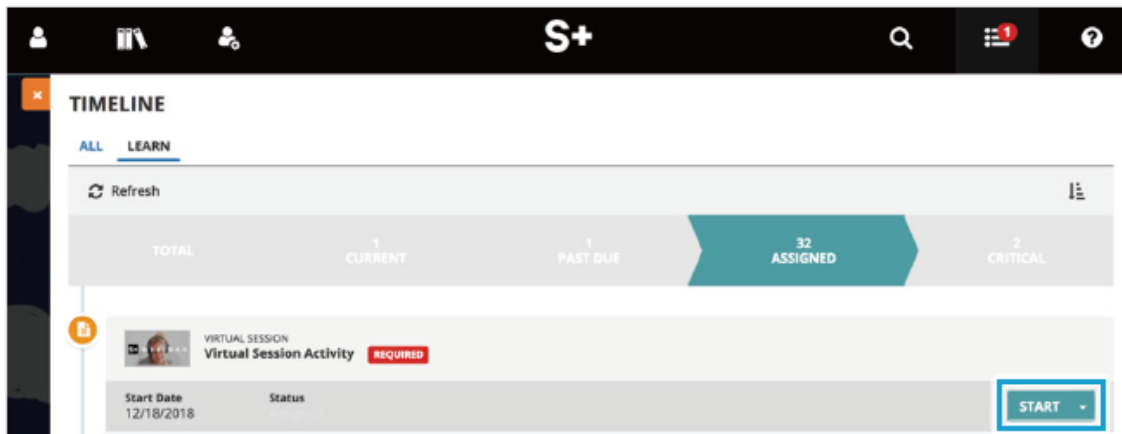 S+
1
TIMELINE
ALL LEARN
Refresh
TOTAL
1
CURRENT
1
PAST DUE
32
ASSIGNED
2
CRITICAL
VIRTUAL SESSION
Virtual Session Activity REQUIRED
Start Date Status
12/18/2018
START